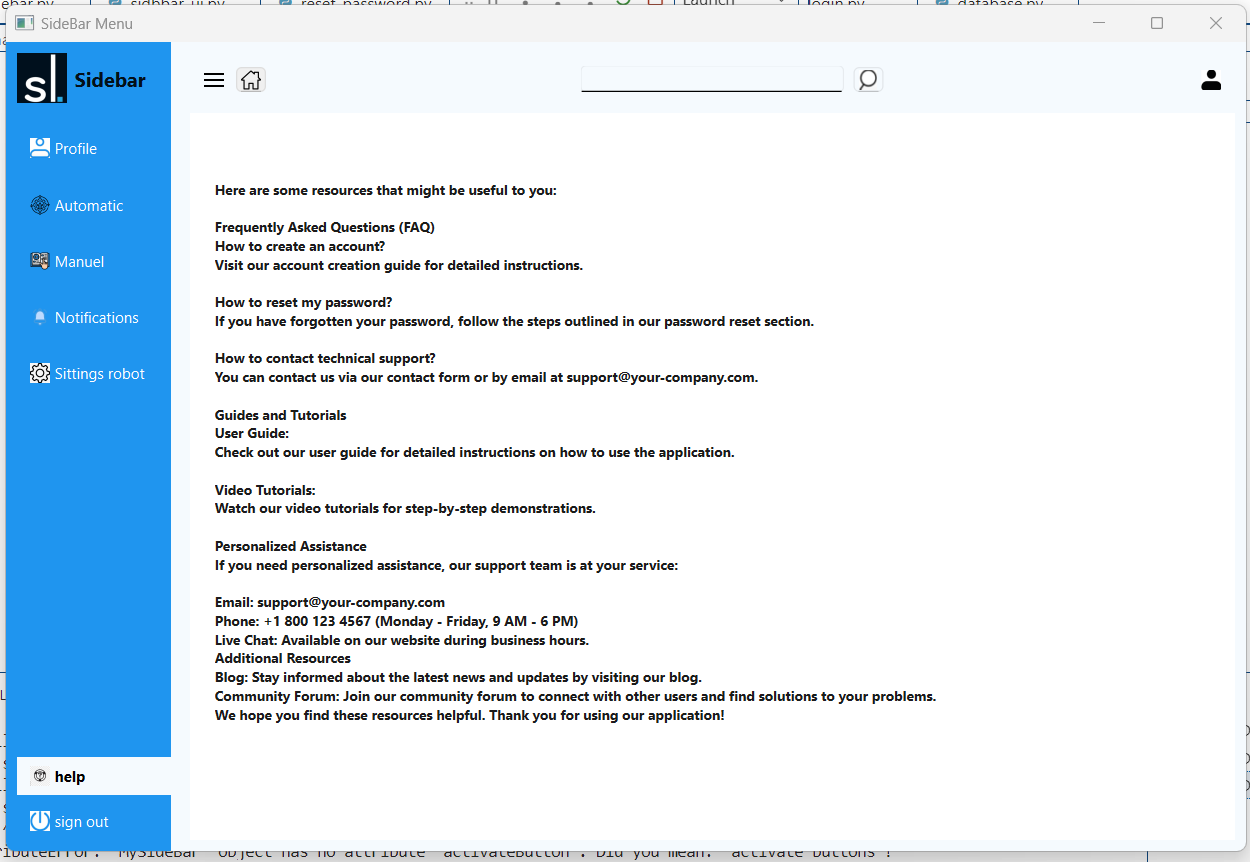 sidbbar_ui.py
reset_password.py
Launch
login.py
database.py
SideBar Menu
sl.
Sidebar
Profile
Automatic
Manuel
Notifications
Sittings robot
help
sign out
Here are some resources that might be useful to you:
Frequently Asked Questions (FAQ)
How to create an account?
Visit our account creation guide for detailed instructions.
How to reset my password?
If you have forgotten your password, follow the steps outlined in our password reset section.
How to contact technical support?
You can contact us via our contact form or by email at support@your-company.com.
Guides and Tutorials
User Guide:
Check out our user guide for detailed instructions on how to use the application.
Video Tutorials:
Watch our video tutorials for step-by-step demonstrations.
Personalized Assistance
If you need personalized assistance, our support team is at your service:
Email: support@your-company.com
Phone: +1 800 123 4567 (Monday - Friday, 9 AM - 6 PM)
Live Chat: Available on our website during business hours.
Additional Resources
Blog: Stay informed about the latest news and updates by visiting our blog.
Community Forum: Join our community forum to connect with other users and find solutions to your problems.
We hope you find these resources helpful. Thank you for using our application!
ributeError: 'MySideBar' object has no attribute 'activateButton'. Did you mean: 'activate_buttons'?